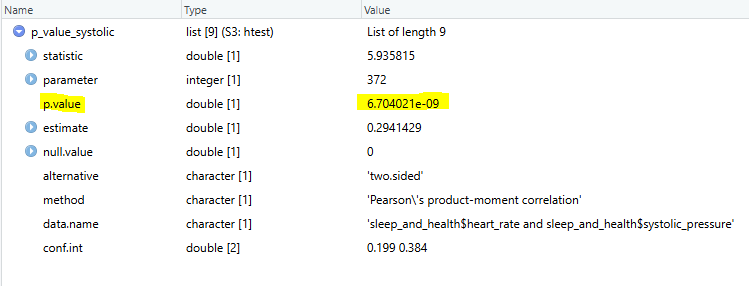 Name Type Value
p_value_systolic list [9] (S3: htest) List of length 9
statistic double [1] 5.935815
parameter integer [1] 372
p.value double [1] 6.704021e-09
estimate double [1] 0.2941429
null.value double [1] 0
alternative character [1] 'two.sided'
method character [1] 'Pearson\'s product-moment correlation'
data.name character [1] 'sleep_and_health$heart_rate and sleep_and_health$systolic_pressure'
conf.int double [2] 0.199 0.384